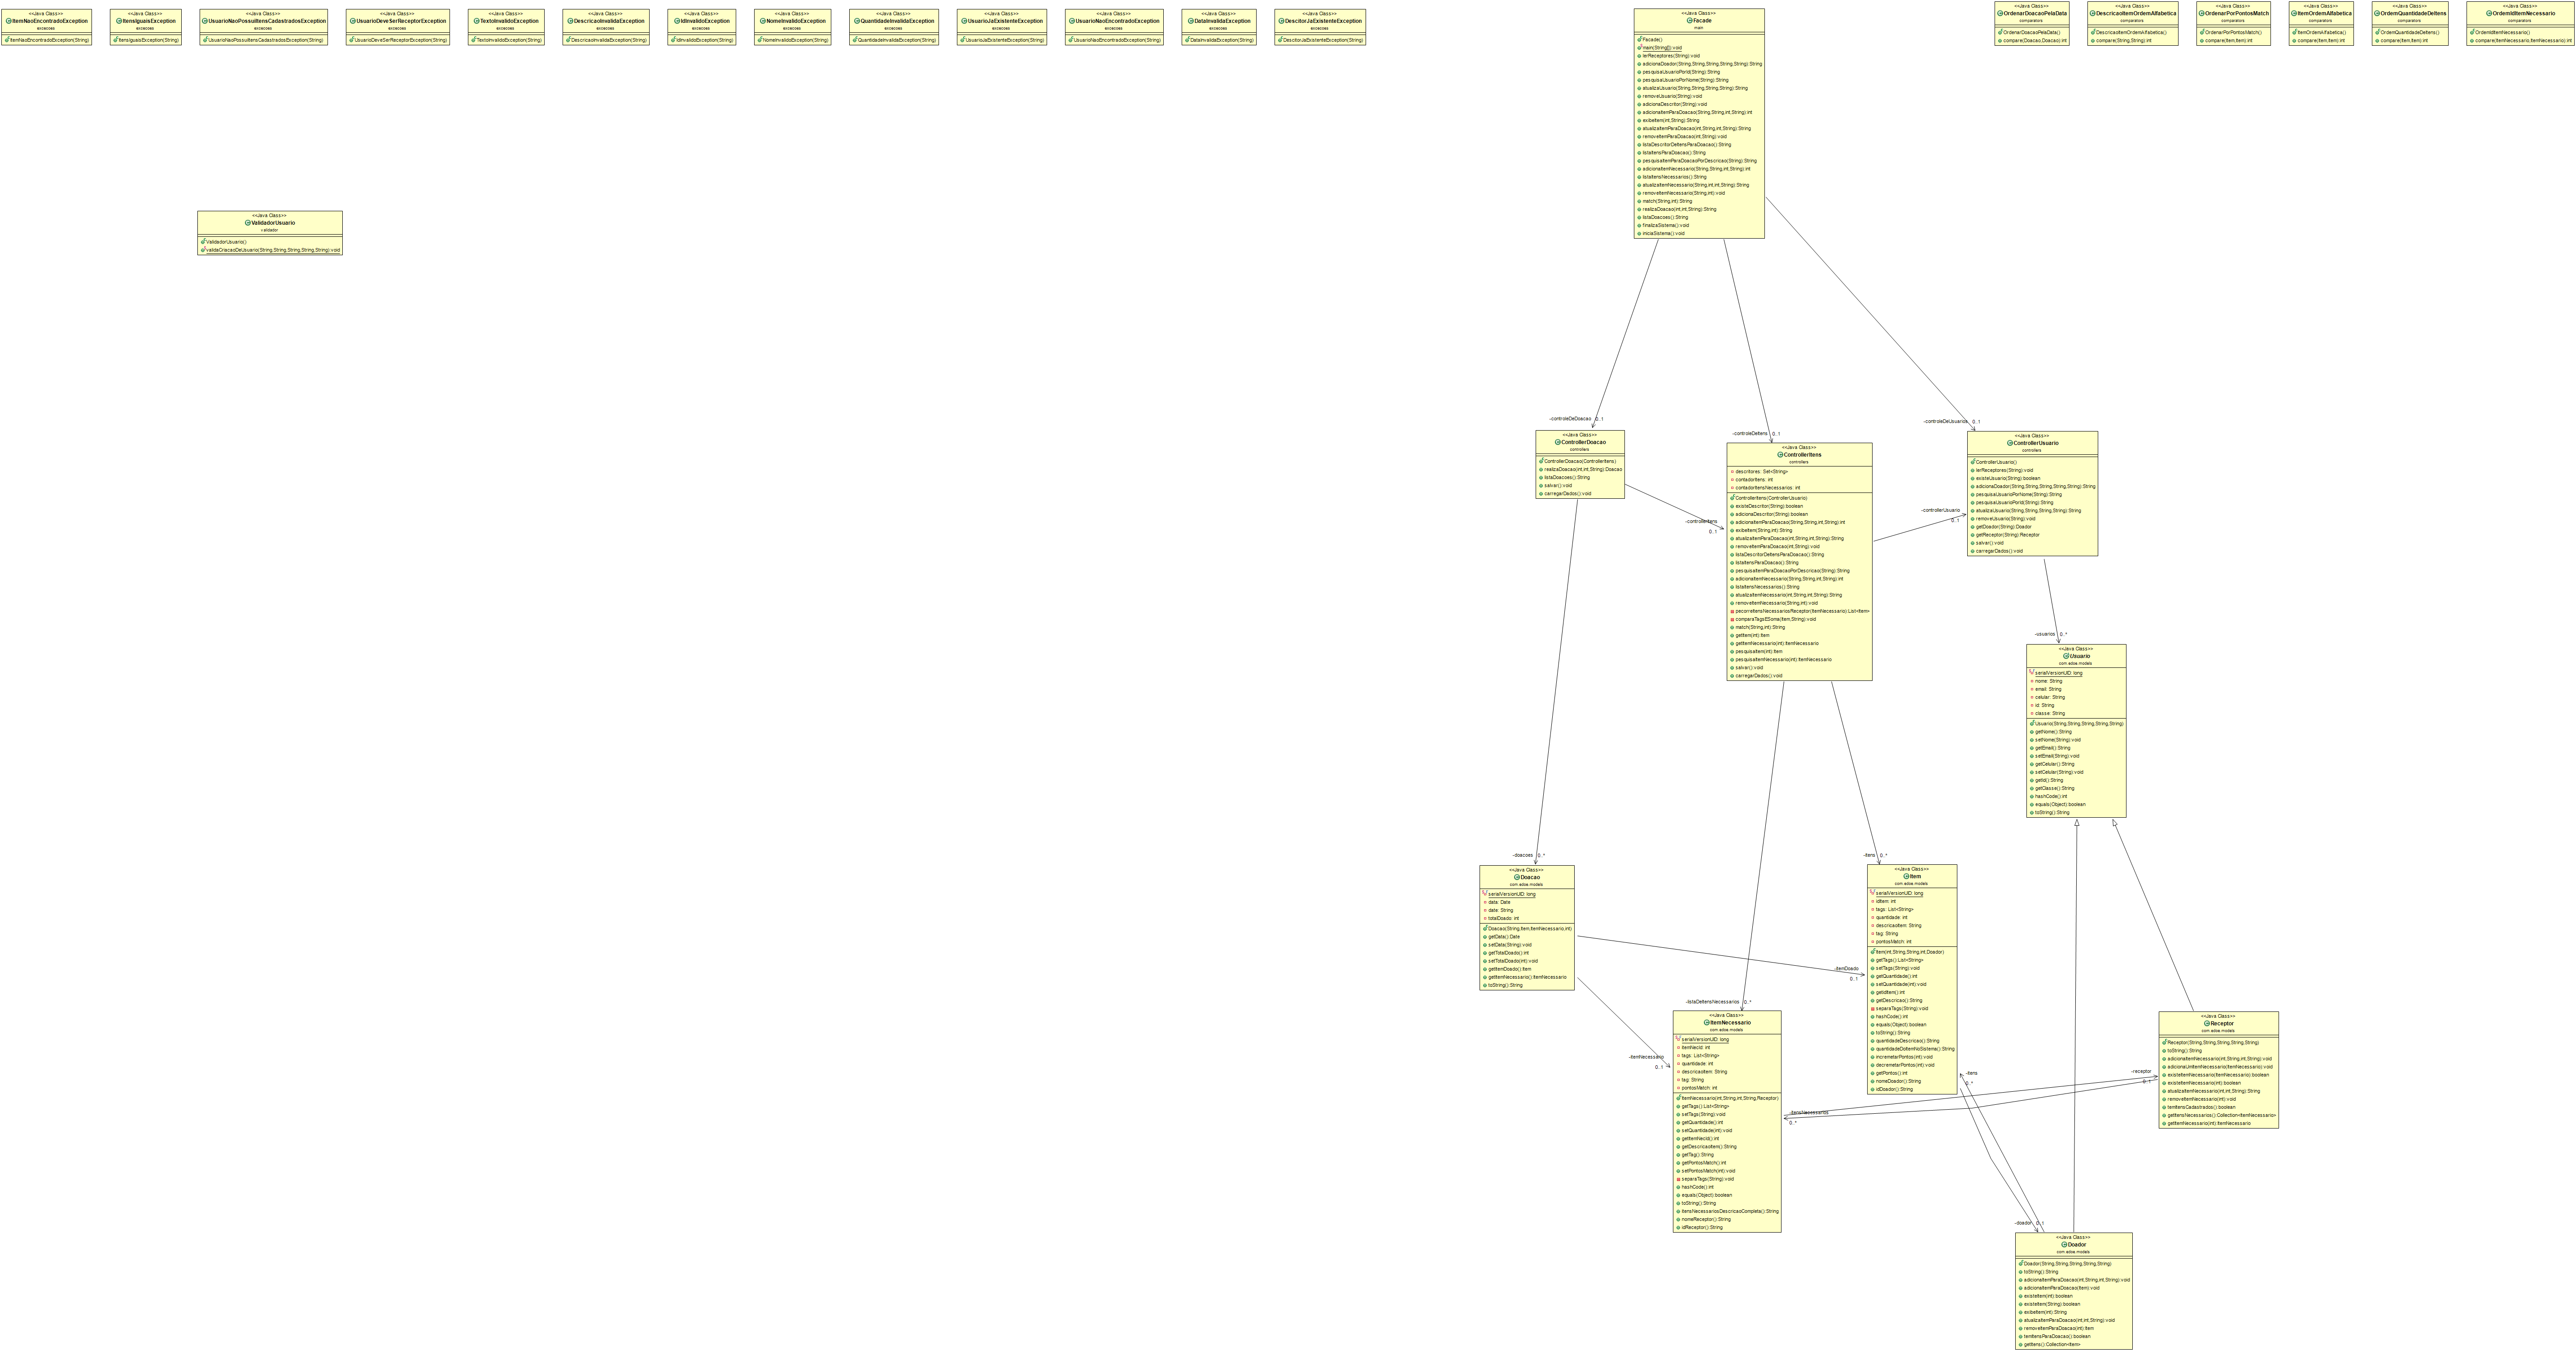 <<Java Class>>
ItemNaoEncontradoException
excecoes
ItemNaoEncontradoException(String)
<<Java Class>>
ItensIguaisException
excecoes
ItensIguaisException(String)
<<Java Class>>
UsuarioNaoPossuiItensCadastradosException
excecoes
UsuarioNaoPossuiItensCadastradosException(String)
<<Java Class>>
UsuarioDeveSerReceptorException
excecoes
UsuarioDeveSerReceptorException(String)
<<Java Class>>
TextoInvalidoException
excecoes
TextoInvalidoException(String)
<<Java Class>>
DescricaoInvalidaException
excecoes
DescricaoInvalidaException(String)
<<Java Class>>
IdInvalidoException
excecoes
IdInvalidoException(String)
<<Java Class>>
NomeInvalidoException
excecoes
NomeInvalidoException(String)
<<Java Class>>
QuantidadeInvalidaException
excecoes
QuantidadeInvalidaException(String)
<<Java Class>>
UsuarioJaExistenteException
excecoes
UsuarioJaExistenteException(String)
<<Java Class>>
UsuarioNaoEncontradoException
excecoes
UsuarioNaoEncontradoException(String)
<<Java Class>>
DataInvalidaException
excecoes
DataInvalidaException(String)
<<Java Class>>
DescitorJaExistenteException
excecoes
DescitorJaExistenteException(String)
<<Java Class>>
Facade
main
Facade()
main(String[]):void
lerReceptores(String):void
adicionaDoador(String,String,String,String,String):String
pesquisaUsuarioPorId(String):String
pesquisaUsuarioPorNome(String):String
atualizaUsuario(String,String,String,String):String
removeUsuario(String):void
adicionaDescritor(String):void
adicionaItemParaDoacao(String,String,int,String):int
exibeItem(int,String):String
atualizaItemParaDoacao(int,String,int,String):String
removeItemParaDoacao(int,String):void
listaDescritorDeItensParaDoacao():String
listaItensParaDoacao():String
pesquisaItemParaDoacaoPorDescricao(String):String
adicionaItemNecessario(String,String,int,String):int
listaItensNecessarios():String
atualizaItemNecessario(String,int,int,String):String
removeItemNecessario(String,int):void
match(String,int):String
realizaDoacao(int,int,String):String
listaDoacoes():String
finalizaSistema():void
iniciaSistema():void
<<Java Class>>
OrdenarDoacaoPelaData
comparators
OrdenarDoacaoPelaData()
compare(Doacao,Doacao):int
<<Java Class>>
DescricaoItemOrdemAlfabetica
comparators
DescricaoItemOrdemAlfabetica()
compare(String,String):int
<<Java Class>>
OrdenarPorPontosMatch
comparators
OrdenarPorPontosMatch()
compare(Item,Item):int
<<Java Class>>
ItemOrdemAlfabetica
comparators
ItemOrdemAlfabetica()
compare(Item,Item):int
<<Java Class>>
OrdemQuantidadeDeItens
comparators
OrdemQuantidadeDeItens()
compare(Item,Item):int
<<Java Class>>
OrdemIdItemNecessario
comparators
OrdemIdItemNecessario()
compare(ItemNecessario,ItemNecessario):int
<<Java Class>>
ValidadorUsuario
validador
ValidadorUsuario()
validaCriacaoDeUsuario(String,String,String,String,String):void
-controleDeDoacao 0..1
-controleDeItens 0..1
-controleDeUsuarios 0..1
<<Java Class>>
ControllerDoacao
controllers
ControllerDoacao(ControllerItens)
realizaDoacao(int,int,String):Doacao
listaDoacoes():String
salvar():void
carregarDados():void
-controllerItens
0..1
<<Java Class>>
ControllerItens
controllers
descritores: Set<String>
contadorItens: int
contadorItensNecessarios: int
ControllerItens(ControllerUsuario)
existeDescritor(String):boolean
adicionaDescritor(String):boolean
adicionaItemParaDoacao(String,String,int,String):int
exibeItem(String,int):String
atualizaItemParaDoacao(int,String,int,String):String
removeItemParaDoacao(int,String):void
listaDescritorDeItensParaDoacao():String
listaItensParaDoacao():String
pesquisaItemParaDoacaoPorDescricao(String):String
adicionaItemNecessario(String,String,int,String):int
listaItensNecessarios():String
atualizaItemNecessario(int,String,int,String):String
removeItemNecessario(String,int):void
pecorreItensNecessariosReceptor(ItemNecessario):List<Item>
comparaTagsESoma(Item,String):void
match(String,int):String
getItem(int):Item
getItemNecessario(int):ItemNecessario
pesquisaItem(int):Item
pesquisaItemNecessario(int):ItemNecessario
salvar():void
carregarDados():void
-controllerUsuario
0..1
<<Java Class>>
ControllerUsuario
controllers
ControllerUsuario()
lerReceptores(String):void
existeUsuario(String):boolean
adicionaDoador(String,String,String,String,String):String
pesquisaUsuarioPorNome(String):String
pesquisaUsuarioPorId(String):String
atualizaUsuario(String,String,String,String):String
removeUsuario(String):void
getDoador(String):Doador
getReceptor(String):Receptor
salvar():void
carregarDados():void
-usuarios 0..*
<<Java Class>>
Usuario
com.edoe.models
serialVersionUID: long
nome: String
email: String
celular: String
id: String
classe: String
Usuario(String,String,String,String,String)
getNome():String
setNome(String):void
getEmail():String
setEmail(String):void
getCelular():String
setCelular(String):void
getId():String
getClasse():String
hashCode():int
equals(Object):boolean
toString():String
-doacoes 0..*
<<Java Class>>
Doacao
com.edoe.models
serialVersionUID: long
data: Date
date: String
totalDoado: int
Doacao(String,Item,ItemNecessario,int)
getData():Date
setData(String):void
getTotalDoado():int
setTotalDoado(int):void
getItemDoado():Item
getItemNecessario():ItemNecessario
toString():String
-itemDoado
0..1
-itemNecessario
0..1
-itens 0..*
<<Java Class>>
Item
com.edoe.models
serialVersionUID: long
idItem: int
tags: List<String>
quantidade: int
descricaoItem: String
tag: String
pontosMatch: int
Item(int,String,String,int,Doador)
getTags():List<String>
setTags(String):void
getQuantidade():int
setQuantidade(int):void
getIdItem():int
getDescricao():String
separaTags(String):void
hashCode():int
equals(Object):boolean
toString():String
quantidadeDescricao():String
quantidadeDoItemNoSistema():String
incremetarPontos(int):void
decremetarPontos(int):void
getPontos():int
nomeDoador():String
idDoador():String
-listaDeItensNecessarios 0..*
<<Java Class>>
ItemNecessario
com.edoe.models
serialVersionUID: long
itemNecId: int
tags: List<String>
quantidade: int
descricaoItem: String
tag: String
pontosMatch: int
ItemNecessario(int,String,int,String,Receptor)
getTags():List<String>
setTags(String):void
getQuantidade():int
setQuantidade(int):void
getItemNecId():int
getDescricaoItem():String
getTag():String
getPontosMatch():int
setPontosMatch(int):void
separaTags(String):void
hashCode():int
equals(Object):boolean
toString():String
itensNecessariosDescricaoCompleta():String
nomeReceptor():String
idReceptor():String
-itensNecessarios
0..*
-receptor
0..1
<<Java Class>>
Receptor
com.edoe.models
Receptor(String,String,String,String,String)
toString():String
adicionaItemNecessario(int,String,int,String):void
adicionaUmItemNecessario(ItemNecessario):void
existeItemNecessario(ItemNecessario):boolean
existeItemNecessario(int):boolean
atualizaItemNecessario(int,int,String):String
removeItemNecessario(int):void
temItensCadastrados():boolean
getItensNecessarios():Collection<ItemNecessario>
getItemNecessario(int):ItemNecessario
-itens
0..*
-doador 0..1
<<Java Class>>
Doador
com.edoe.models
Doador(String,String,String,String,String)
toString():String
adicionaItemParaDoacao(int,String,int,String):void
adicionaItemParaDoacao(Item):void
existeItem(int):boolean
existeItem(String):boolean
exibeItem(int):String
atualizaItemParaDoacao(int,int,String):void
removeItemParaDoacao(int):Item
temItensParaDoacao():boolean
getItens():Collection<Item>